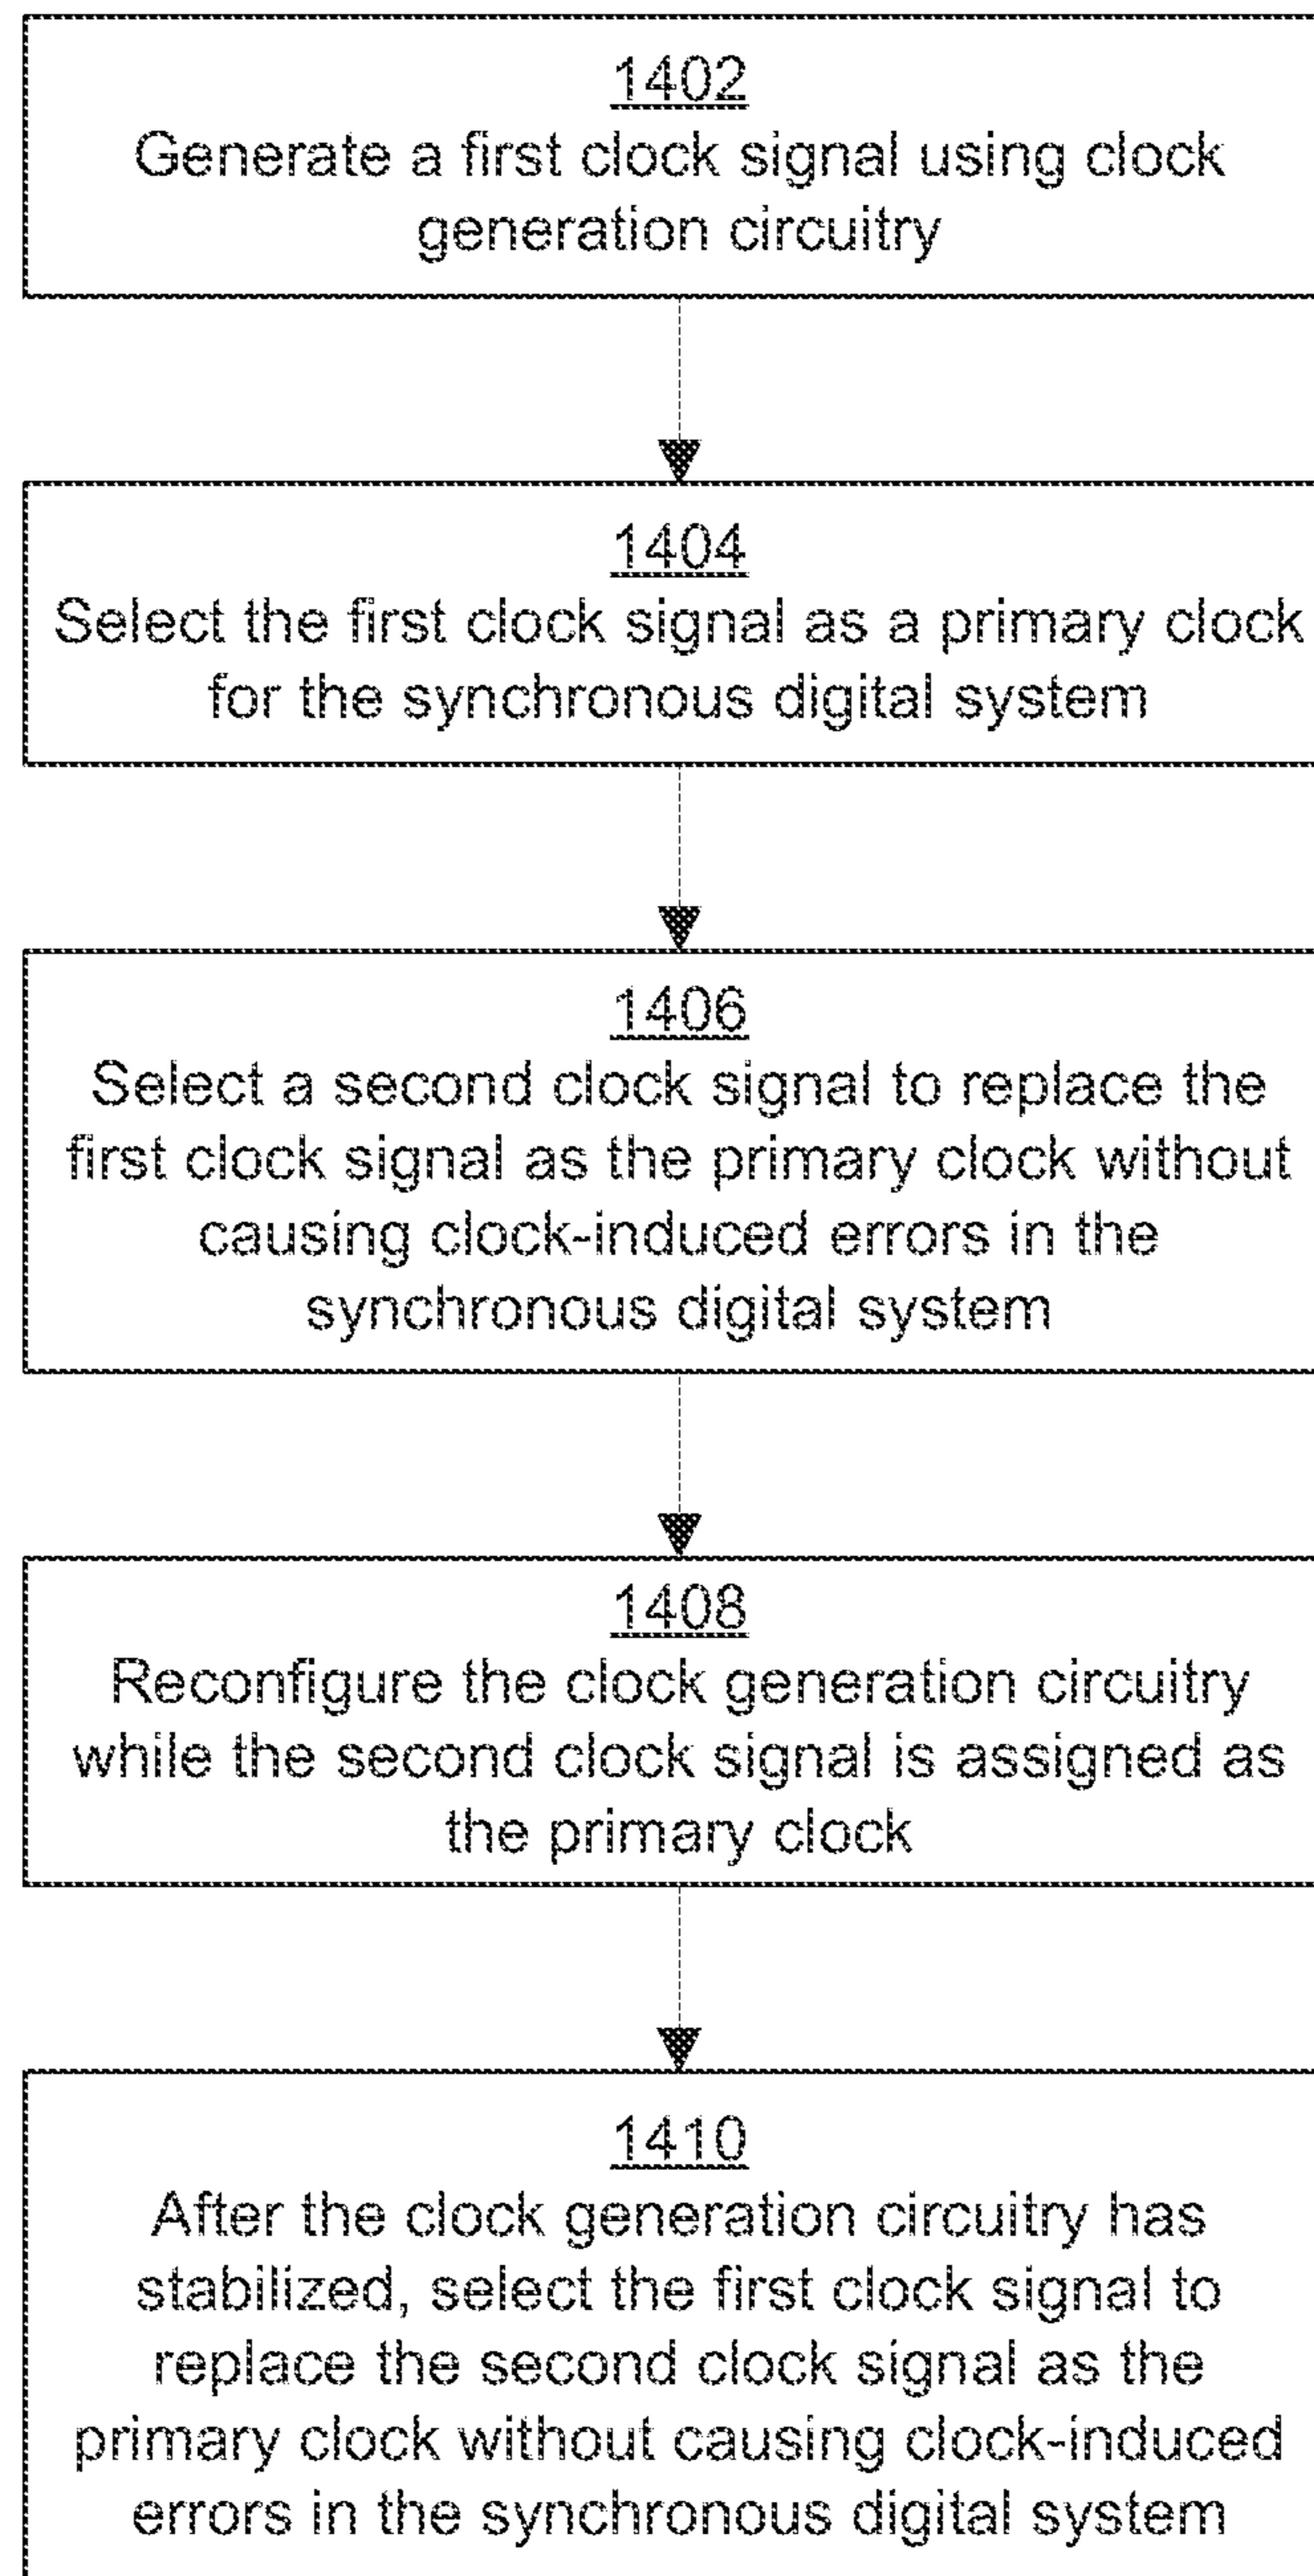 1402
Generate a first clock signal using clock
generation circuitry
1404
Select the first clock signal as a primary clock
for the synchronous digital system
1406
Select a second clock signal to replace the
first clock signal as the primary clock without
causing clock-induced errors in the
synchronous digital system
1408
Reconfigure the clock generation circuitry
while the second clock signal is assigned as
the primary clock
1410
After the clock generation circuitry has
stabilized, select the first clock signal to
replace the second clock signal as the
primary clock without causing clock-induced
errors in the synchronous digital system